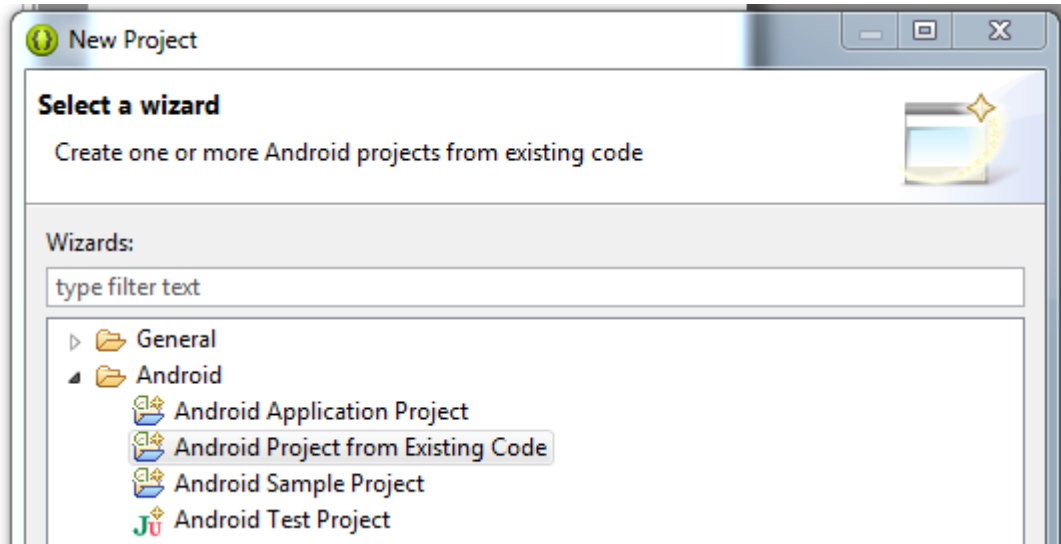 New Project
Select a wizard
Create one or more Android projects from existing code
Wizards:
type filter text
General
Android
Android Application Project
Android Project from Existing Code
Android Sample Project
Android Test Project